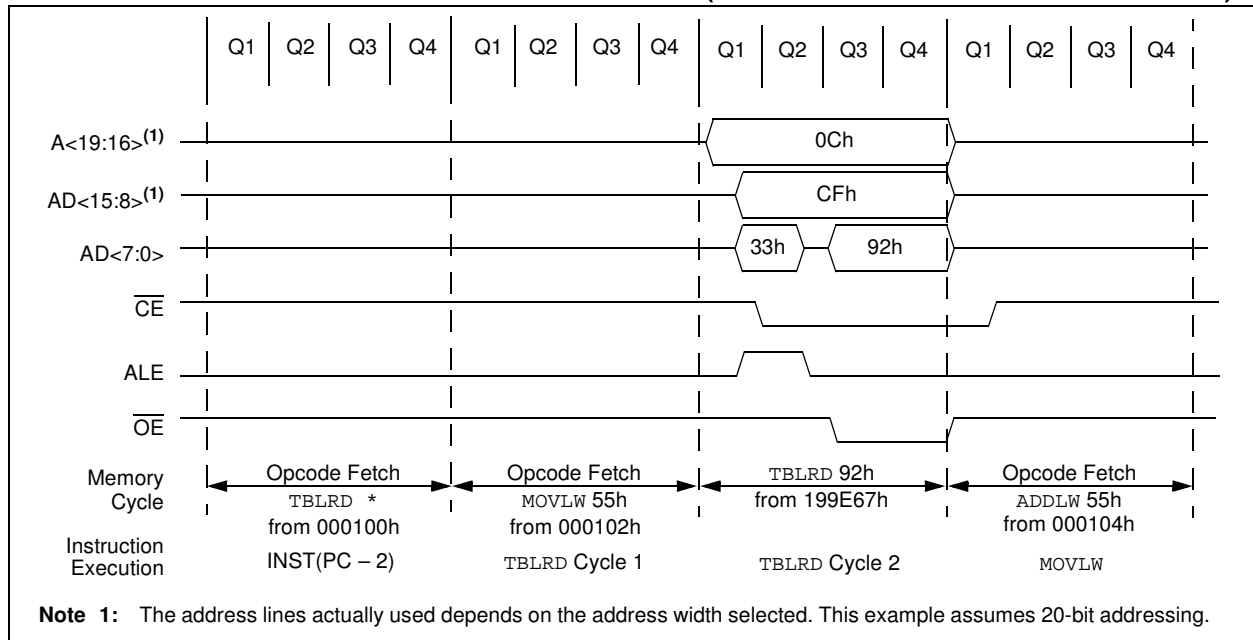 Q1 Q2 Q3 Q4 Q1 Q2 Q3 Q4 Q1 Q2 Q3 Q4 Q1 Q2 Q3 Q4
A<19:16>(1) 0Ch
AD<15:8>(1) CFh
AD<7:0> 33h 92h
CE
ALE
OE
Memory Cycle
Opcode Fetch
TBLRD *
from 000100h
Opcode Fetch
MOVLW 55h
from 000102h
TBLRD 92h
from 199E67h
Opcode Fetch
ADDLW 55h
from 000104h
Instruction Execution
INST(PC – 2)
TBLRD Cycle 1
TBLRD Cycle 2
MOVLW
Note 1: The address lines actually used depends on the address width selected. This example assumes 20-bit addressing.